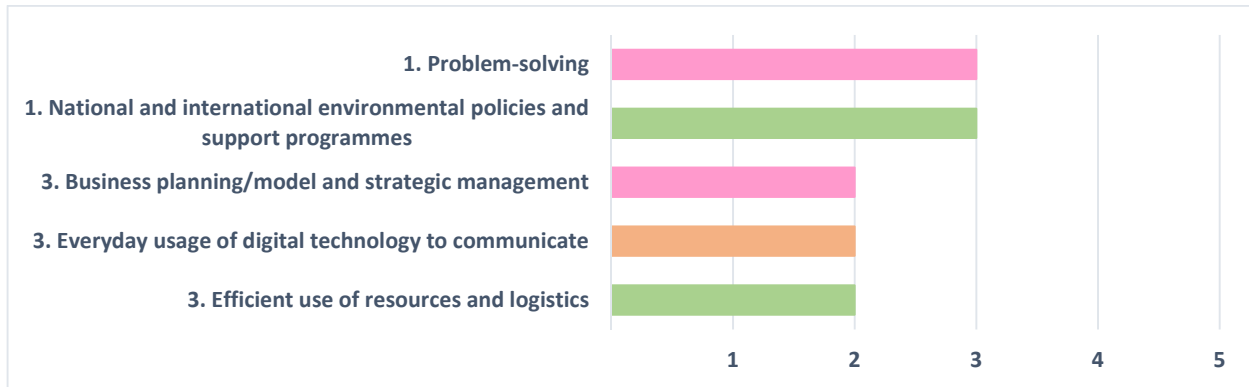 1. Problem-solving
1. National and international environmental policies and
support programmes
3. Business planning/model and strategic management
3. Everyday usage of digital technology to communicate
3. Efficient use of resources and logistics
1 2 3 4 5